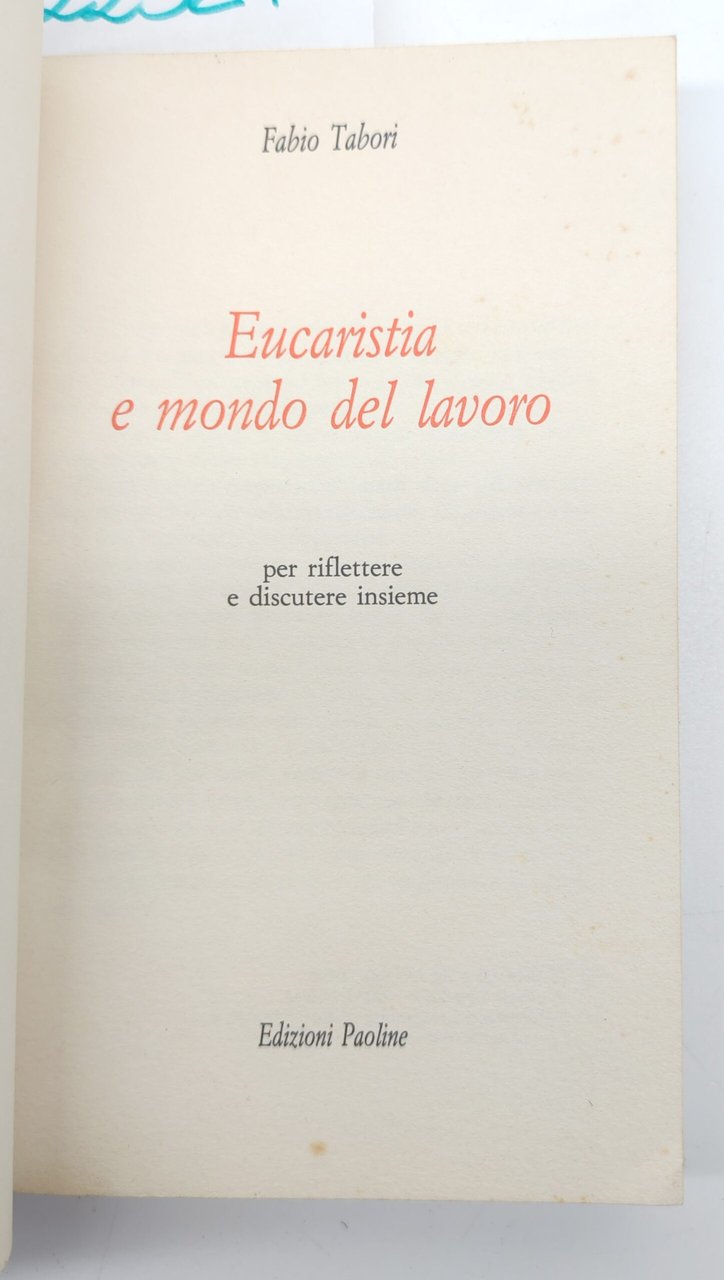 Fabio Tabori
Eucaristia
e mondo del lavoro
per riflettere
e discutere insieme
Edizioni Paoline